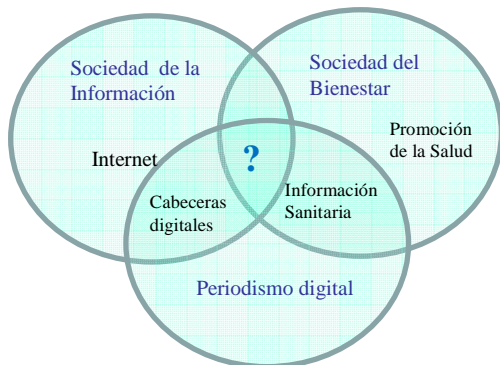 Sociedad de la
Información
Sociedad del
Bienestar
Promoción
de la Salud
Internet
?
Cabeceras
digitales
Información
Sanitaria
Periodismo digital